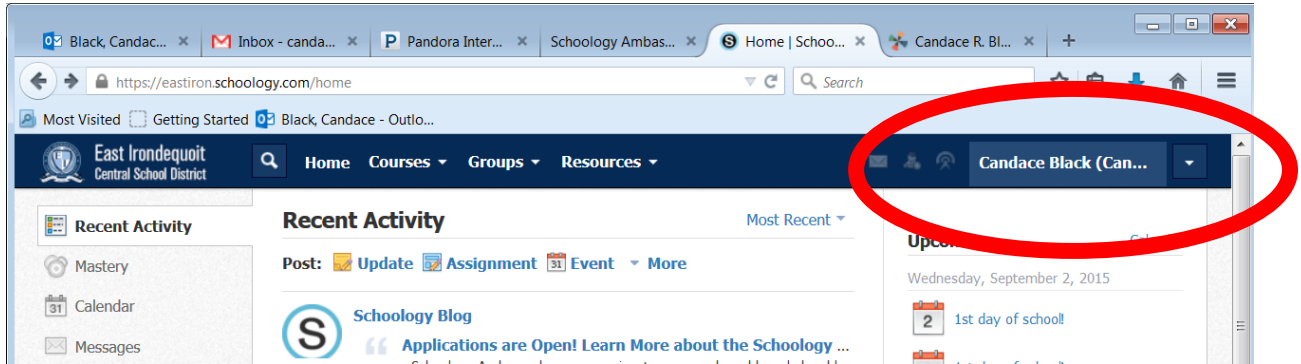 Black, Candac... Inbox - canda... Pandora Inter... Schoology Ambas... Home | Schoo... Candace R. Bl...
https://eastiron.schoology.com/home Search
Most Visited Getting Started Black, Candace - Outlo...
East Irondequoit
Central School District
Home Courses Groups Resources Candace Black (Can...
Recent Activity
Mastery
31 Calendar
Messages
Recent Activity Most Recent
Post: Update Assignment 31 Event More
Schoology Blog
Applications are Open! Learn More about the Schoology ...
Wednesday, September 2, 2015
2 1st day of school!